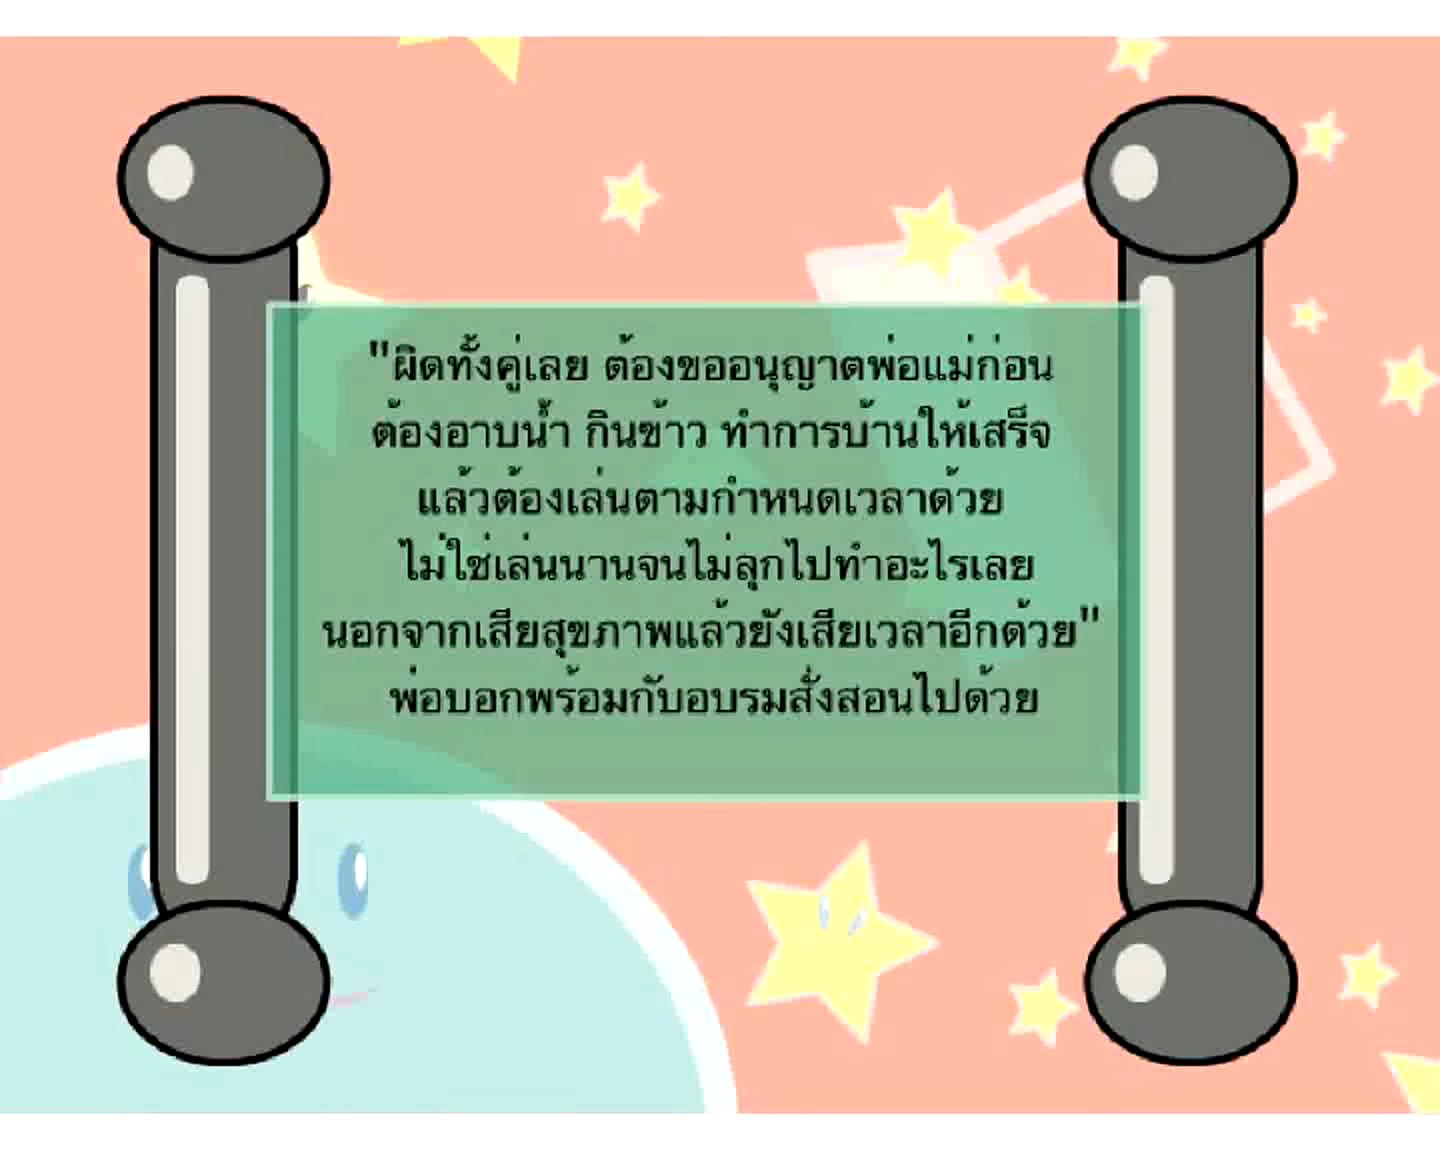 "ผิดทั้งคู่เลย ต้องขออนุญาตพ่อแม่ก่อน
ต้องอาบน้ำ กินข้าว ทำการบ้านให้เสร็จ
แล้วต้องเล่นตามกำหนดเวลาด้วย
ไม่ใช่เล่นนานจนไม่ลุกไปทำอะไรเลย
นอกจากเสียสุขภาพแล้วยังเสียเวลาอีกด้วย"
พ่อบอกพร้อมกับอบรมสั่งสอนไปด้วย